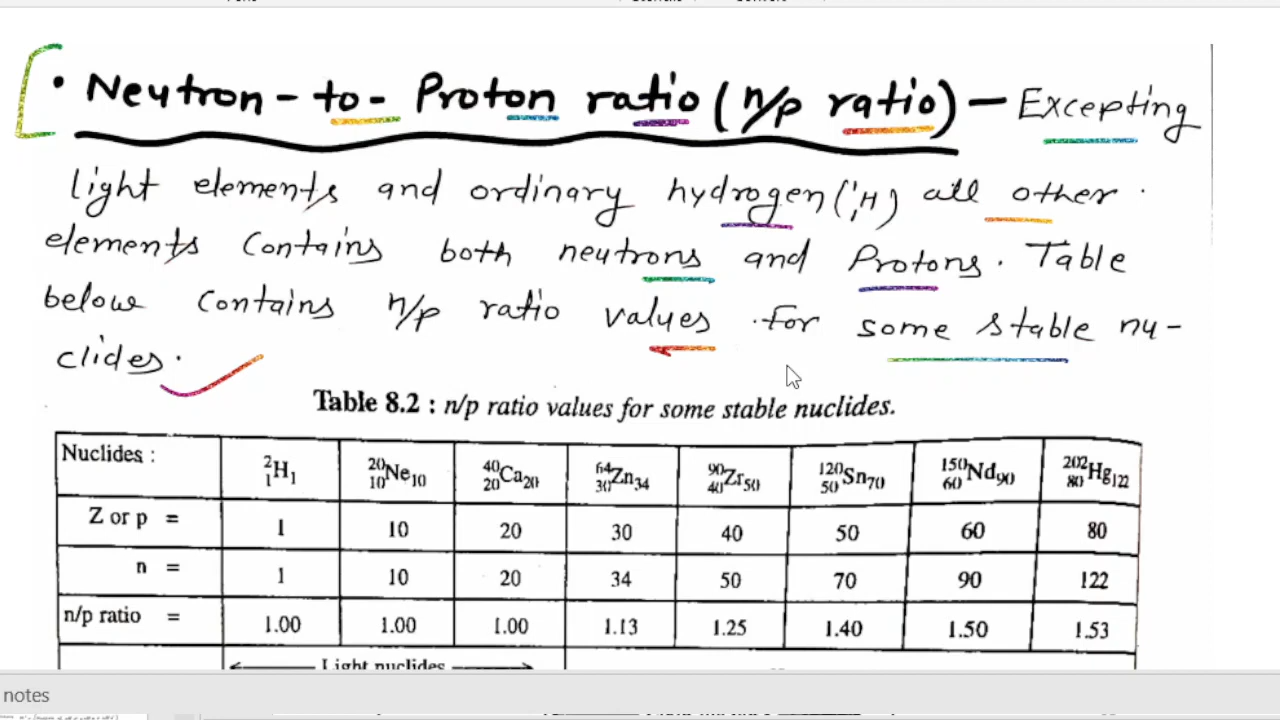 • Neutron-to-Proton ratio (n/p ratio) — Excepting
light elements and ordinary hydrogen (¹₁H) all other
elements contains both neutrons and Protons. Table
below contains n/p ratio values for some stable nu-
clides.
Table 8.2 : n/p ratio values for some stable nuclides.
Nuclides : ²₁H₁ ²⁰₁₀Ne₁₀ ⁴⁰₂₀Ca₂₀ ⁶⁴₃₀Zn₃₄ ⁹⁰₄₀Zr₅₀ ¹²⁰₅₀Sn₇₀ ¹⁵⁰₆₀Nd₉₀ ²⁰²₈₀Hg₁₂₂
Z or p = 1 10 20 30 40 50 60 80
n = 1 10 20 34 50 70 90 122
n/p ratio = 1.00 1.00 1.00 1.13 1.25 1.40 1.50 1.53
Light nuclides
notes